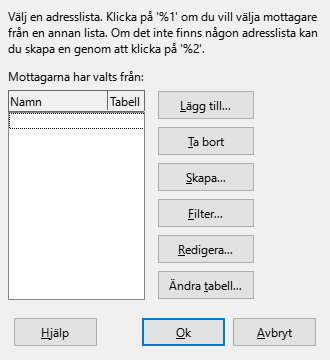 Välj en adresslista. Klicka på '%1' om du vill välja mottagare
från en annan lista. Om det inte finns någon adresslista kan
du skapa en genom att klicka på '%2'.
Mottagarna har valts från:
Namn Tabell
Lägg till...
Ta bort
Skapa...
Filter...
Redigera...
Ändra tabell...
Hjälp Ok Avbryt